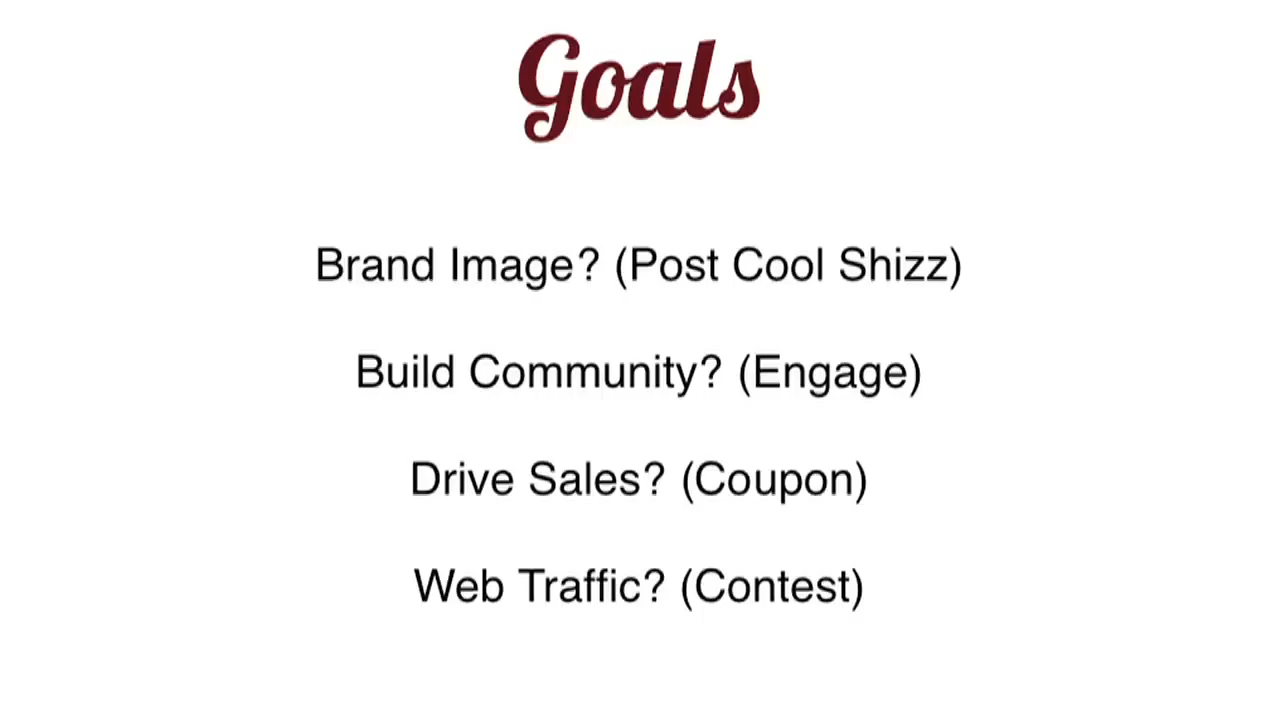 Goals
Brand Image? (Post Cool Shizz)
Build Community? (Engage)
Drive Sales? (Coupon)
Web Traffic? (Contest)